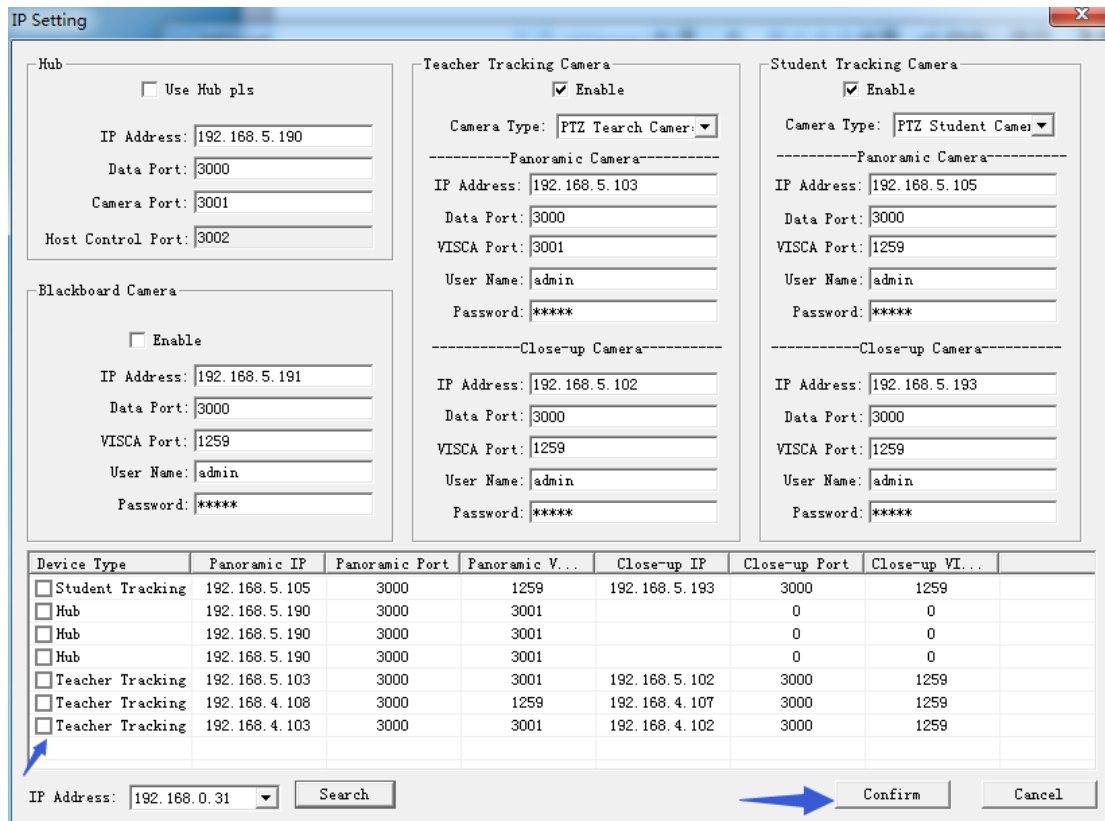 IP Setting
Hub
Use Hub pls
IP Address: 192.168.5.190
Data Port: 3000
Camera Port: 3001
Host Control Port: 3002
Blackboard Camera
Enable
IP Address: 192.168.5.191
Data Port: 3000
VISCA Port: 1259
User Name: admin
Password: *****
Teacher Tracking Camera
Enable
Camera Type: PTZ Tearch Camer
----------Panoramic Camera----------
IP Address: 192.168.5.103
Data Port: 3000
VISCA Port: 3001
User Name: admin
Password: *****
-----------Close-up Camera----------
IP Address: 192.168.5.102
Data Port: 3000
VISCA Port: 1259
User Name: admin
Password: *****
Student Tracking Camera
Enable
Camera Type: PTZ Student Camer
----------Panoramic Camera----------
IP Address: 192.168.5.105
Data Port: 3000
VISCA Port: 1259
User Name: admin
Password: *****
-----------Close-up Camera----------
IP Address: 192.168.5.193
Data Port: 3000
VISCA Port: 1259
User Name: admin
Password: *****
Device Type Panoramic IP Panoramic Port Panoramic V... Close-up IP Close-up Port Close-up VI...
Student Tracking 192.168.5.105 3000 1259 192.168.5.193 3000 1259
Hub 192.168.5.190 3000 3001 0 0
Hub 192.168.5.190 3000 3001 0 0
Hub 192.168.5.190 3000 3001 0 0
Teacher Tracking 192.168.5.103 3000 3001 192.168.5.102 3000 1259
Teacher Tracking 192.168.4.108 3000 1259 192.168.4.107 3000 1259
Teacher Tracking 192.168.4.103 3000 3001 192.168.4.102 3000 1259
IP Address: 192.168.0.31 Search Confirm Cancel